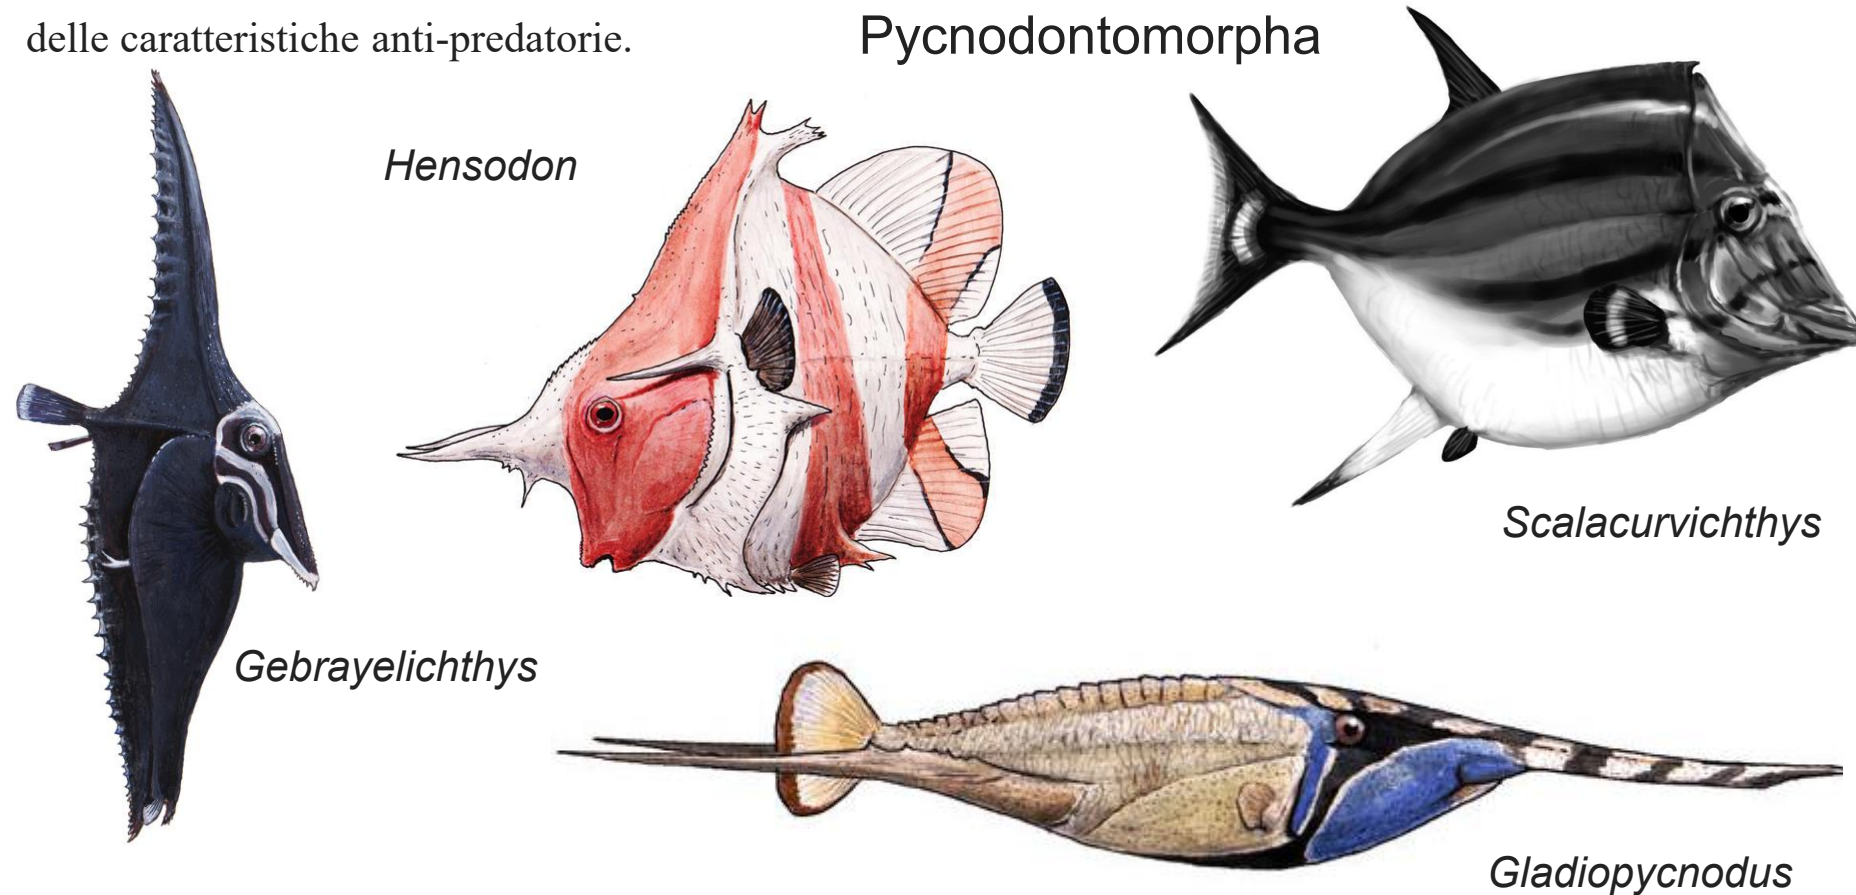 delle caratteristiche anti-predatorie.
Pycnodontomorpha
Hensodon
Scalacurvichthys
Gebrayelichthys
Gladiopycnodus